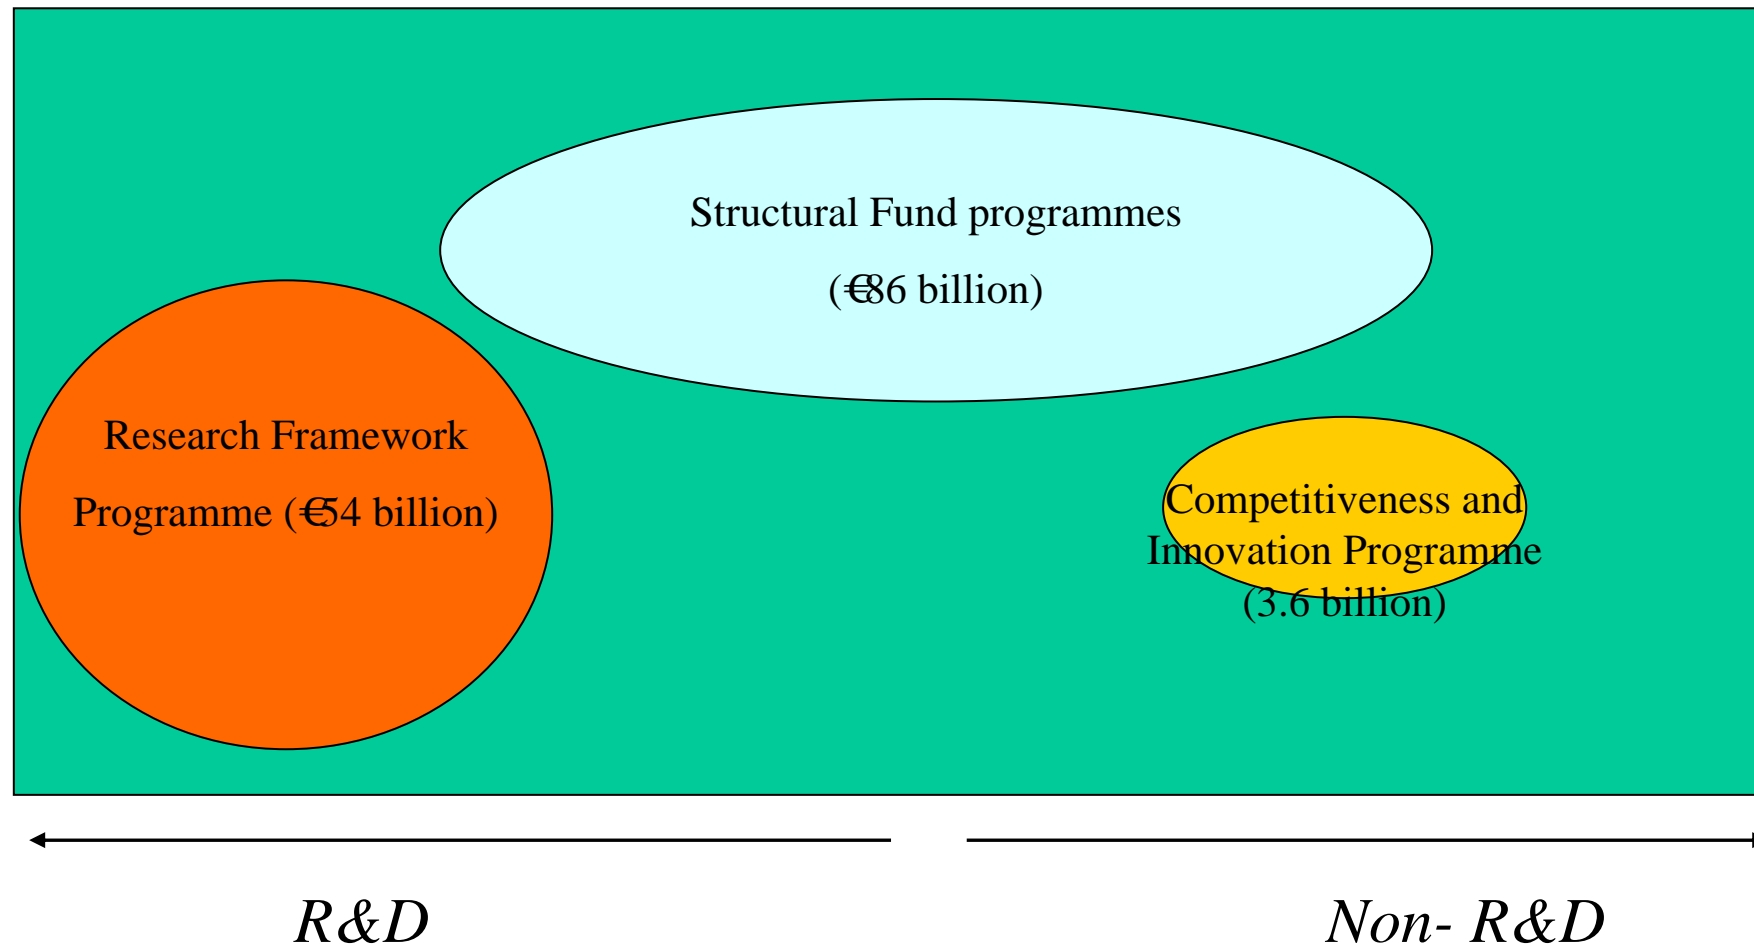 Structural Fund programmes
(€86 billion)
Research Framework
Programme (€54 billion)
Competitiveness and
Innovation Programme
(3.6 billion)
R&D
Non- R&D